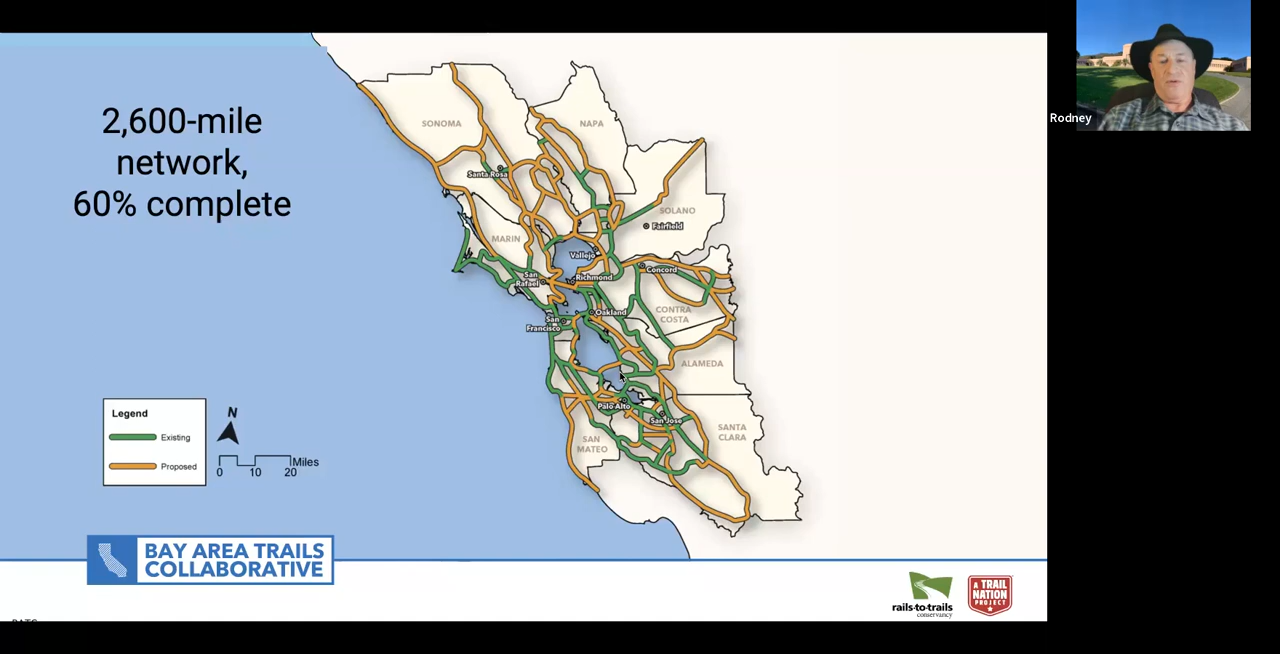 2,600-mile
network,
60% complete
SONOMA
NAPA
Santa Rosa
SOLANO
Fairfield
MARIN
Vallejo
San
Rafael
Richmond
Concord
CONTRA
COSTA
Oakland
San
Francisco
ALAMEDA
Palo Alto
San Jose
SANTA
CLARA
SAN
MATEO
Legend
Existing
Proposed
N
Miles
0 10 20
BAY AREA TRAILS
COLLABORATIVE
rails-to-trails
conservancy
A TRAIL
NATION
PROJECT
Rodney